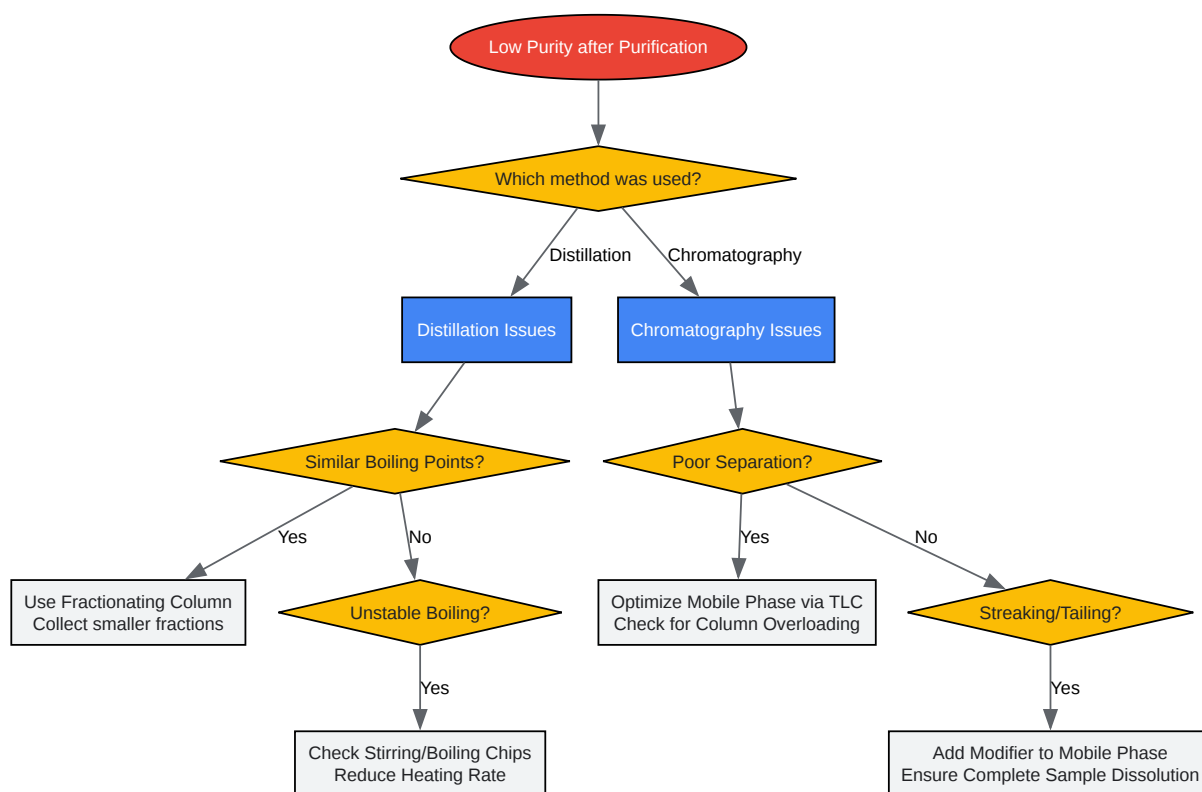 Low Purity after Purification
Which method was used?
Distillation
Chromatography
Distillation Issues
Chromatography Issues
Similar Boiling Points?
Poor Separation?
Yes
No
Yes
No
Use Fractionating Column
Collect smaller fractions
Unstable Boiling?
Optimize Mobile Phase via TLC
Check for Column Overloading
Streaking/Tailing?
Yes
Yes
Check Stirring/Boiling Chips
Reduce Heating Rate
Add Modifier to Mobile Phase
Ensure Complete Sample Dissolution